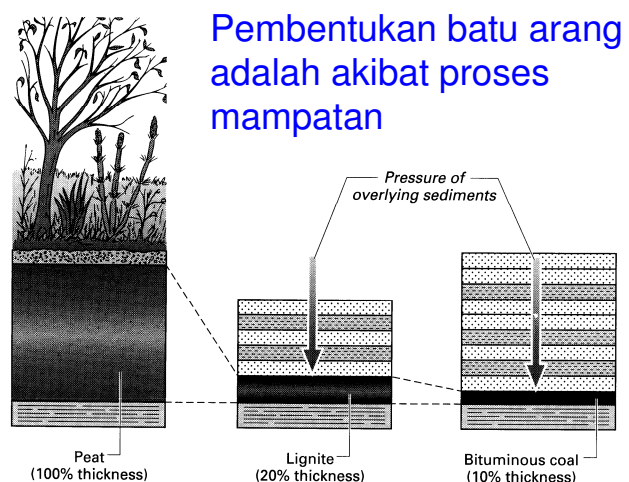 Pembentukan batu arang
adalah akibat proses
mampatan
Pressure of
overlying sediments
Peat
(100% thickness)
Lignite
(20% thickness)
Bituminous coal
(10% thickness)